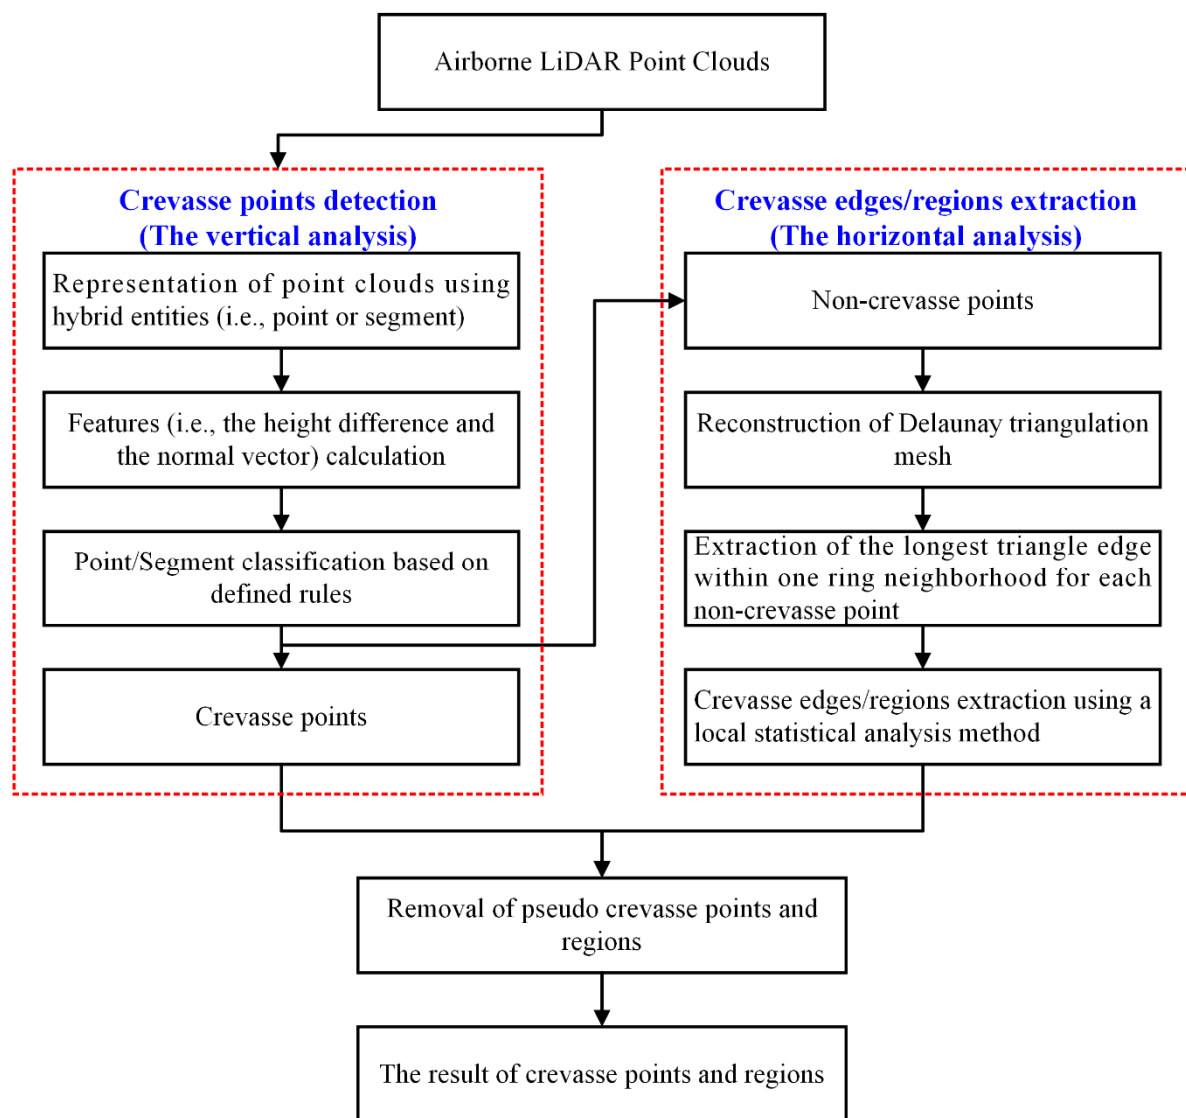 Airborne LiDAR Point Clouds
Crevasse points detection
(The vertical analysis)
Representation of point clouds using
hybrid entities (i.e., point or segment)
Features (i.e., the height difference and
the normal vector) calculation
Point/Segment classification based on
defined rules
Crevasse points
Crevasse edges/regions extraction
(The horizontal analysis)
Non-crevasse points
Reconstruction of Delaunay triangulation
mesh
Extraction of the longest triangle edge
within one ring neighborhood for each
non-crevasse point
Crevasse edges/regions extraction using a
local statistical analysis method
Removal of pseudo crevasse points and
regions
The result of crevasse points and regions